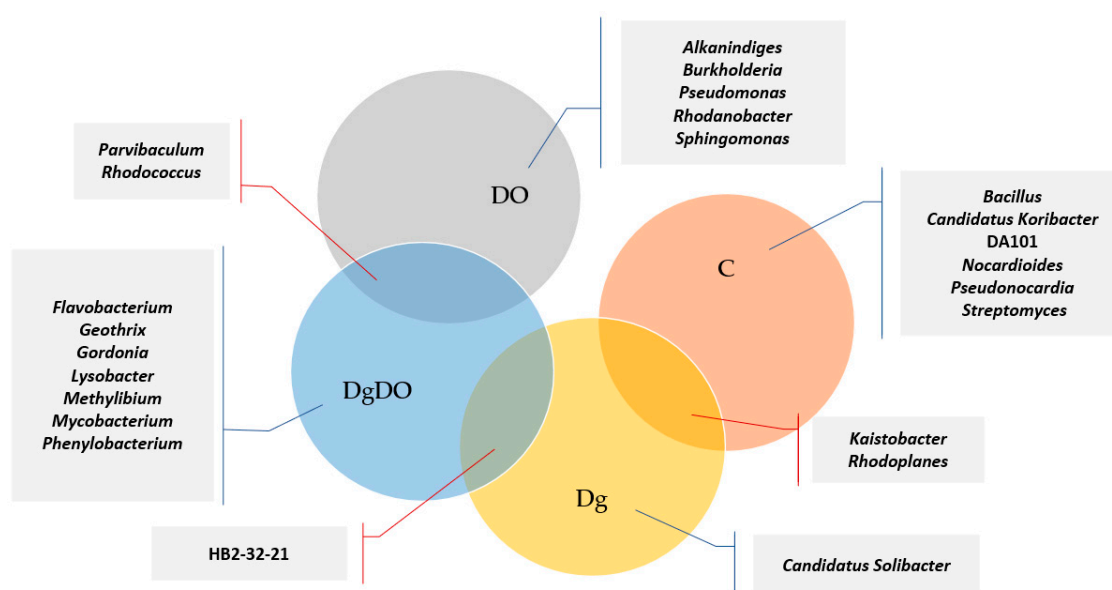 Alkanindiges
Burkholderia
Pseudomonas
Rhodanobacter
Sphingomonas
Parvibaculum
Rhodococcus
DO
Bacillus
Candidatus Koribacter
DA101
Nocardioides
Pseudonocardia
Streptomyces
C
Flavobacterium
Geothrix
Gordonia
Lysobacter
Methylibium
Mycobacterium
Phenylobacterium
DgDO
Kaistobacter
Rhodoplanes
Dg
HB2-32-21
Candidatus Solibacter